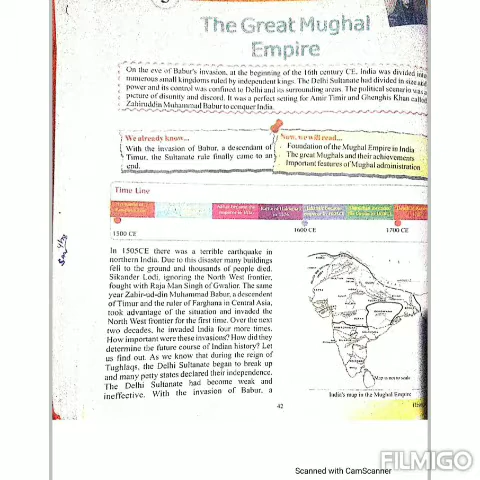 The Great Mughal
Empire
On the eve of Babur's invasion, at the beginning of the 16th century CE, India was divided into
numerous small kingdoms ruled by independent kings. The Delhi Sultanate had divided in size and
power and its control was confined to Delhi and its surrounding areas. The political scenario was a
picture of disunity and discord. It was a perfect setting for Amir Timur and Ghenghis Khan called
Zahiruddin Muhammad Babur to conquer India.
We already know...
With the invasion of Babur, a descendant of
Timur, the Sultanate rule finally came to an
end.
Now, we will read...
Foundation of the Mughal Empire in India
The great Mughals and their achievements
Important features of Mughal administration
Time Line
1500 CE
1600 CE
1700 CE
In 1505CE there was a terrible earthquake in
northern India. Due to this disaster many buildings
fell to the ground and thousands of people died.
Sikander Lodi, ignoring the North West frontier,
fought with Raja Man Singh of Gwalior. The same
year Zahir-ud-din Muhammad Babur, a descendant
of Timur and the ruler of Farghana in Central Asia,
took advantage of the situation and invaded the
North West frontier for the first time. Over the next
two decades, he invaded India four more times.
How important were these invasions? How did they
determine the future course of Indian history? Let
us find out. As we know that during the reign of
Tughlaqs, the Delhi Sultanate began to break up
and many petty states declared their independence.
The Delhi Sultanate had become weak and
ineffective. With the invasion of Babur, a
Map is not to scale
India's map in the Mughal Empire
42
FILMIGO
Scanned with CamScanner